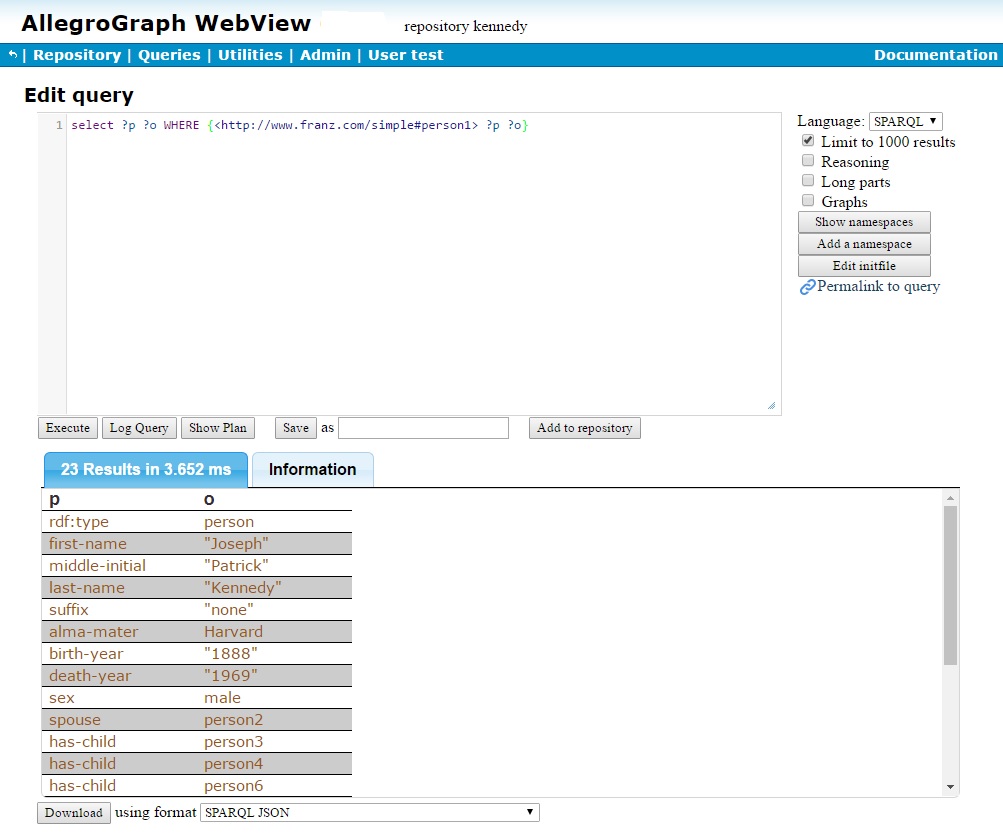 AllegroGraph WebView repository kennedy
| Repository | Queries | Utilities | Admin | User test Documentation
Edit query
1 select ?p ?o WHERE {<http://www.franz.com/simple#person1> ?p ?o}
Language: SPARQL
Limit to 1000 results
Reasoning
Long parts
Graphs
Show namespaces
Add a namespace
Edit initfile
Permalink to query
Execute Log Query Show Plan Save as Add to repository
23 Results in 3.652 ms Information
p o
rdf:type person
first-name "Joseph"
middle-initial "Patrick"
last-name "Kennedy"
suffix "none"
alma-mater Harvard
birth-year "1888"
death-year "1969"
sex male
spouse person2
has-child person3
has-child person4
has-child person6
Download using format SPARQL JSON